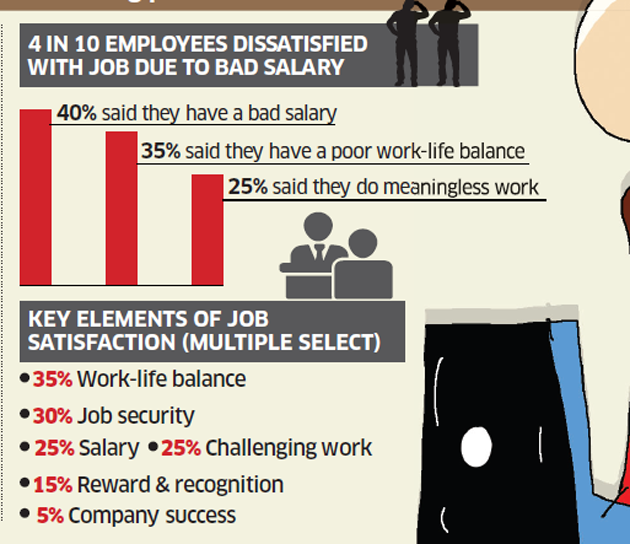 4 IN 10 EMPLOYEES DISSATISFIED
WITH JOB DUE TO BAD SALARY
40% said they have a bad salary
35% said they have a poor work-life balance
25% said they do meaningless work
KEY ELEMENTS OF JOB
SATISFACTION (MULTIPLE SELECT)
• 35% Work-life balance
• 30% Job security
• 25% Salary • 25% Challenging work
• 15% Reward & recognition
• 5% Company success